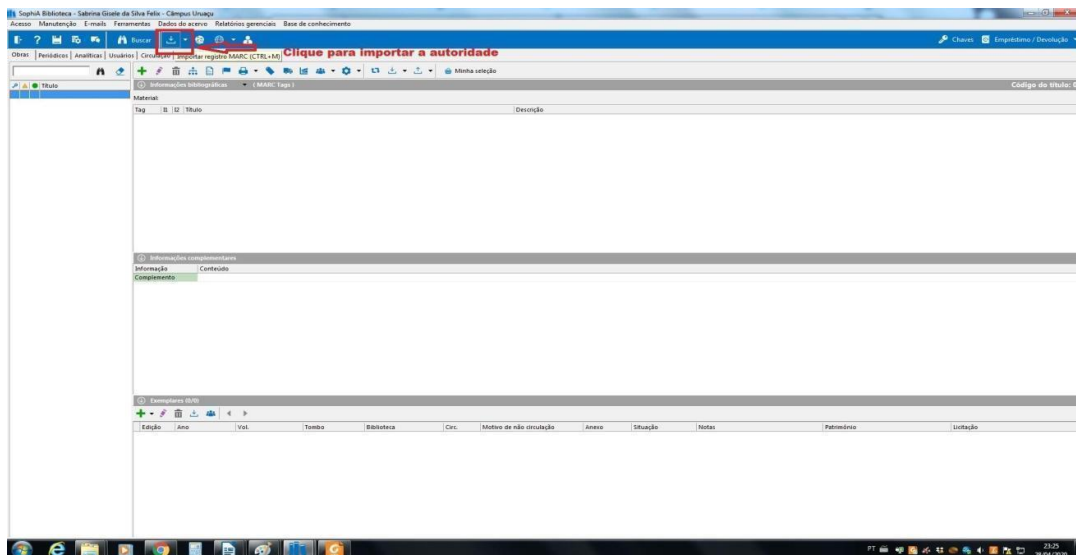 SophiA Biblioteca - Sabrina Gisele da Silva Felix - Câmpus Uruaçu
Acesso Manutenção E-mails Ferramentas Dados do acervo Relatórios gerenciais Base de conhecimento
Buscar Chaves Empréstimo / Devolução
Importar registro MARC (CTRL+M) Clique para importar a autoridade
Obras Periódicos Analíticas Usuários Circulação
Minha seleção
Título Informações bibliográficas (MARC Tags) Código do título: 0
Material:
Tag I1 I2 Título Descrição
Informações complementares
Informação Conteúdo
Complemento
Exemplares (0/0)
Edição Ano Vol. Tombo Biblioteca Circ. Motivo de não circulação Anexo Situação Notas Patrimônio Licitação
PT 23:25
28/04/2020